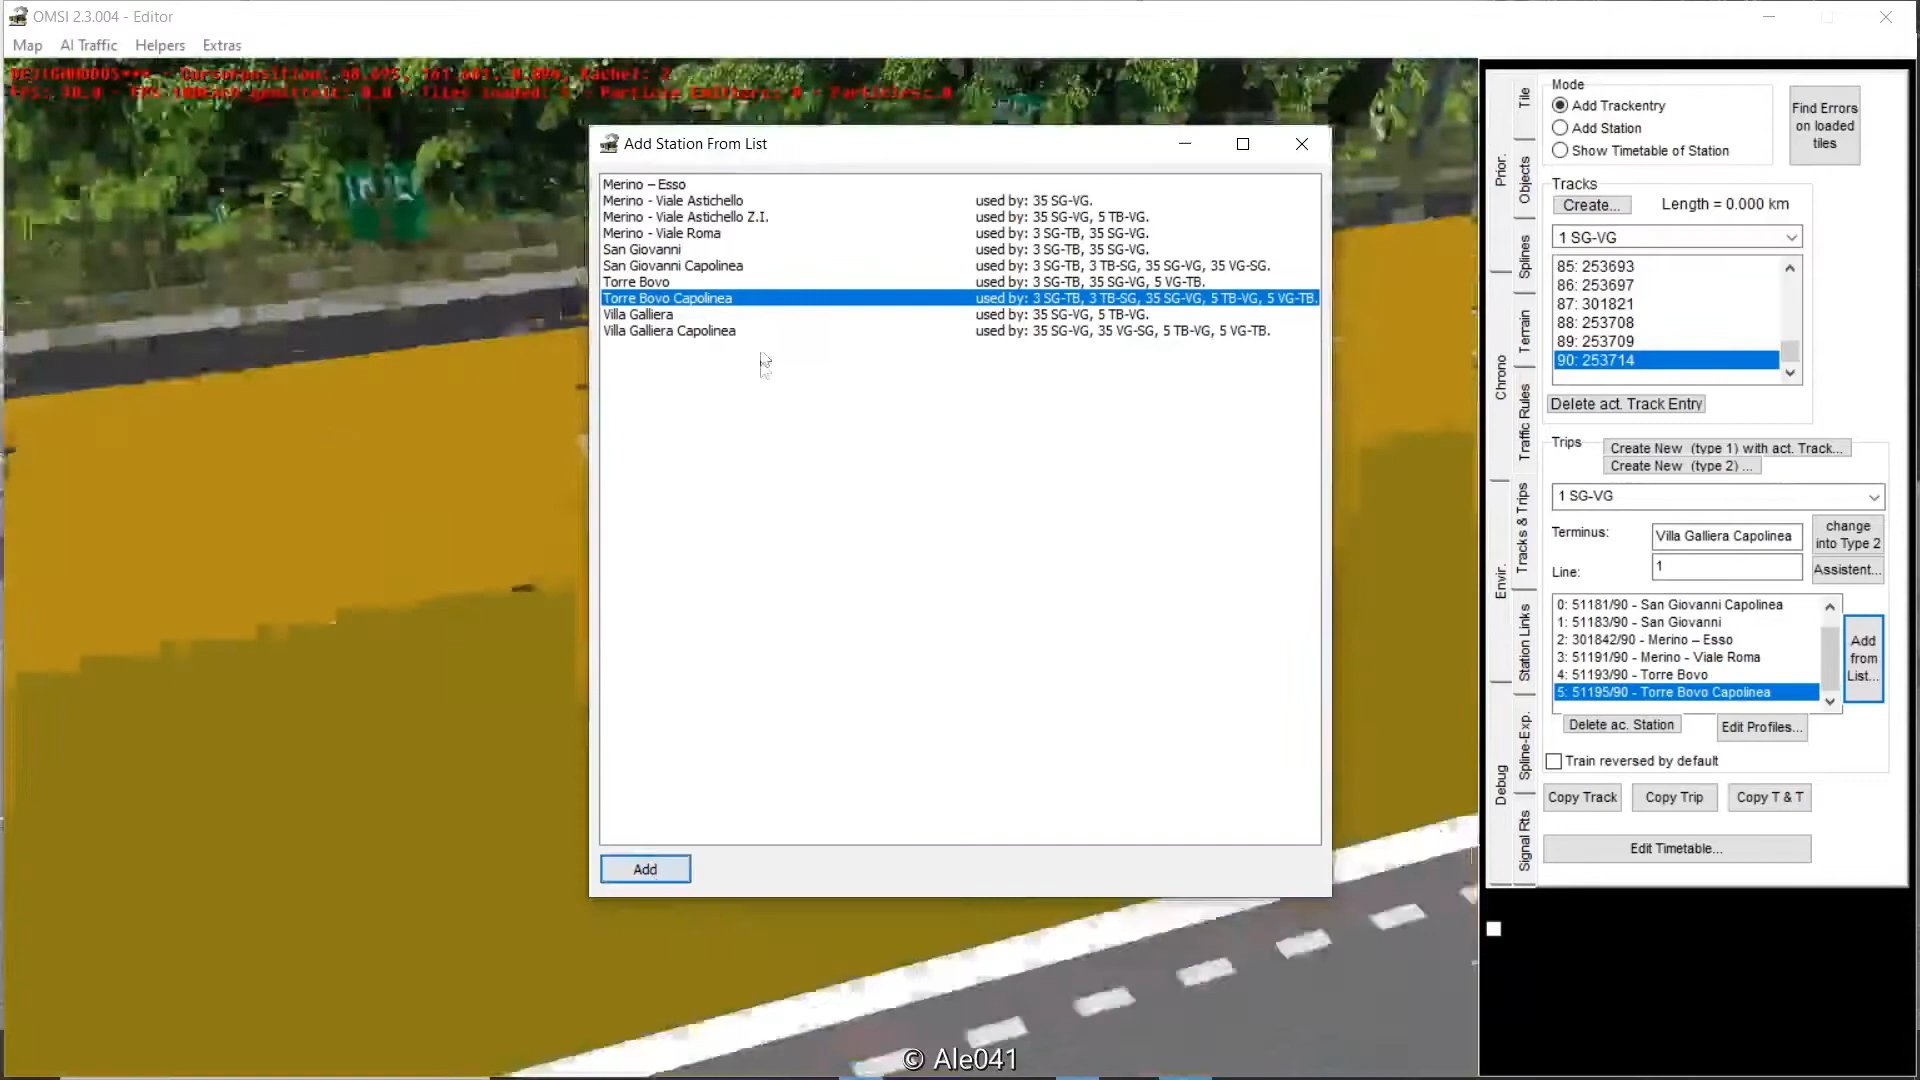 OMSI 2.3.004 - Editor
Map AI Traffic Helpers Extras
Cursorposition:
Particle Emitters: 0 - Particles: 0
Add Station From List
Merino – Esso
Merino - Viale Astichello used by: 35 SG-VG.
Merino - Viale Astichello Z.I. used by: 35 SG-VG, 5 TB-VG.
Merino - Viale Roma used by: 3 SG-TB, 35 SG-VG.
San Giovanni used by: 3 SG-TB, 35 SG-VG.
San Giovanni Capolinea used by: 3 SG-TB, 3 TB-SG, 35 SG-VG, 35 VG-SG.
Torre Bovo used by: 3 SG-TB, 35 SG-VG, 5 VG-TB.
Torre Bovo Capolinea used by: 3 SG-TB, 3 TB-SG, 35 SG-VG, 5 TB-VG, 5 VG-TB.
Villa Galliera used by: 35 SG-VG, 5 TB-VG.
Villa Galliera Capolinea used by: 35 SG-VG, 35 VG-SG, 5 TB-VG, 5 VG-TB.
Add
Prior.
Chrono
Envir.
Debug
Tile
Objects
Splines
Terrain
Traffic Rules
Tracks & Trips
Station Links
Spline-Exp.
Signal Rts
Mode
Add Trackentry
Add Station
Show Timetable of Station
Find Errors
on loaded
tiles
Tracks
Create... Length = 0.000 km
1 SG-VG
85: 253693
86: 253697
87: 301821
88: 253708
89: 253709
90: 253714
Delete act. Track Entry
Trips
Create New (type 1) with act. Track...
Create New (type 2) ...
1 SG-VG
Terminus: Villa Galliera Capolinea
change
into Type 2
Line: 1
Assistent...
0: 51181/90 - San Giovanni Capolinea
1: 51183/90 - San Giovanni
2: 301842/90 - Merino – Esso
3: 51191/90 - Merino - Viale Roma
4: 51193/90 - Torre Bovo
5: 51195/90 - Torre Bovo Capolinea
Add
from
List...
Delete ac. Station Edit Profiles...
Train reversed by default
Copy Track Copy Trip Copy T & T
Edit Timetable...
© Ale041